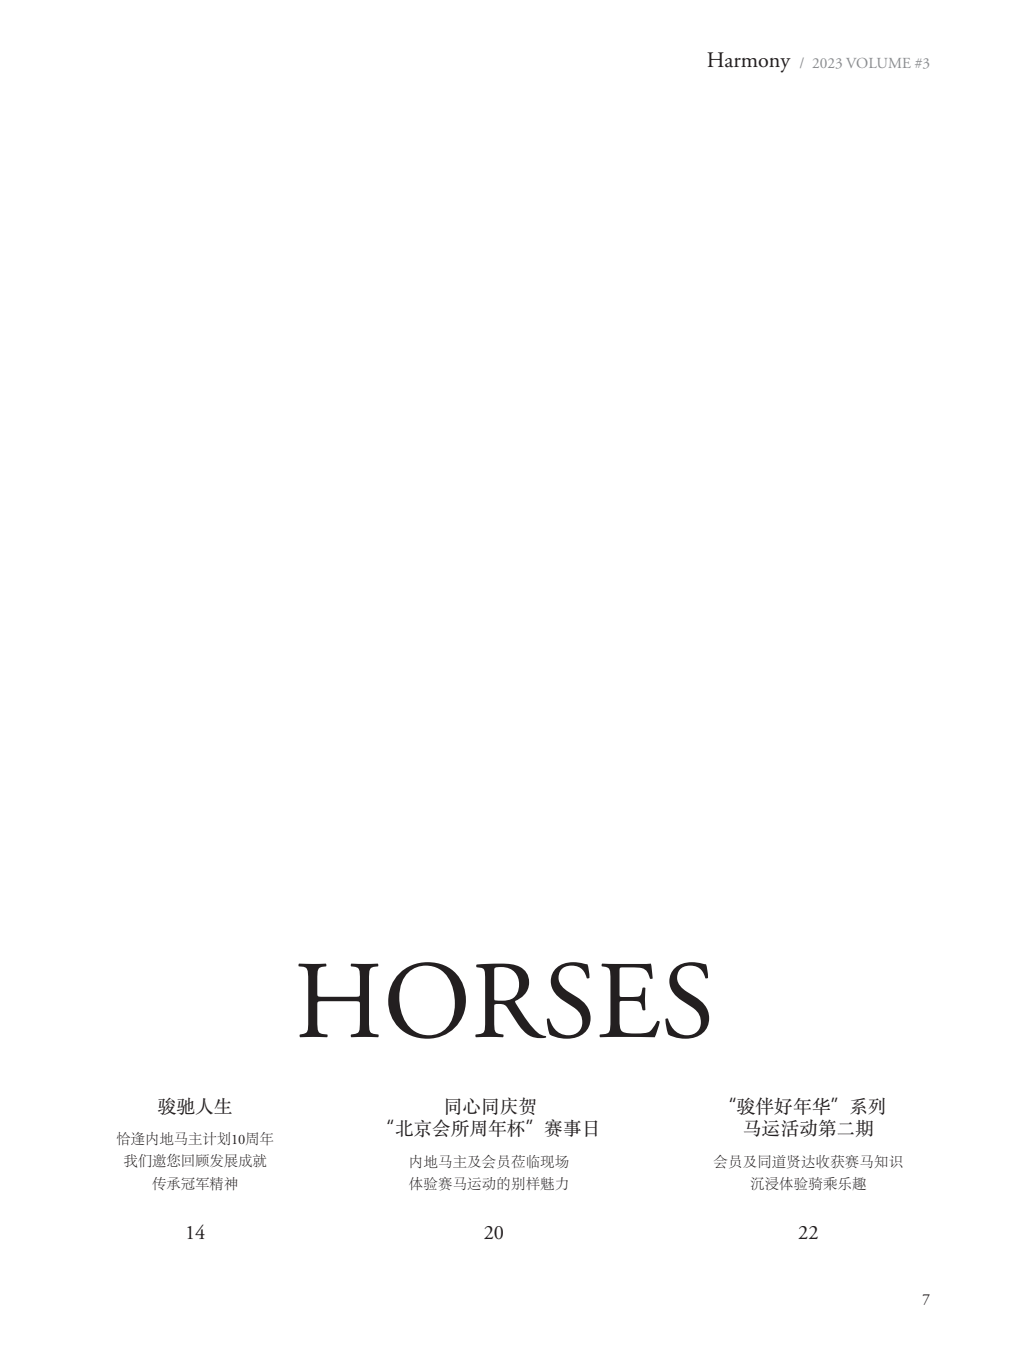 Harmony / 2023 VOLUME #3
HORSES
骏驰人生
恰逢内地马主计划10周年
我们邀您回顾发展成就
传承冠军精神
14
同心同庆贺
“北京会所周年杯”赛事日
内地马主及会员莅临现场
体验赛马运动的别样魅力
20
“骏伴好年华”系列
马运活动第二期
会员及同道贤达收获赛马知识
沉浸体验骑乘乐趣
22
7